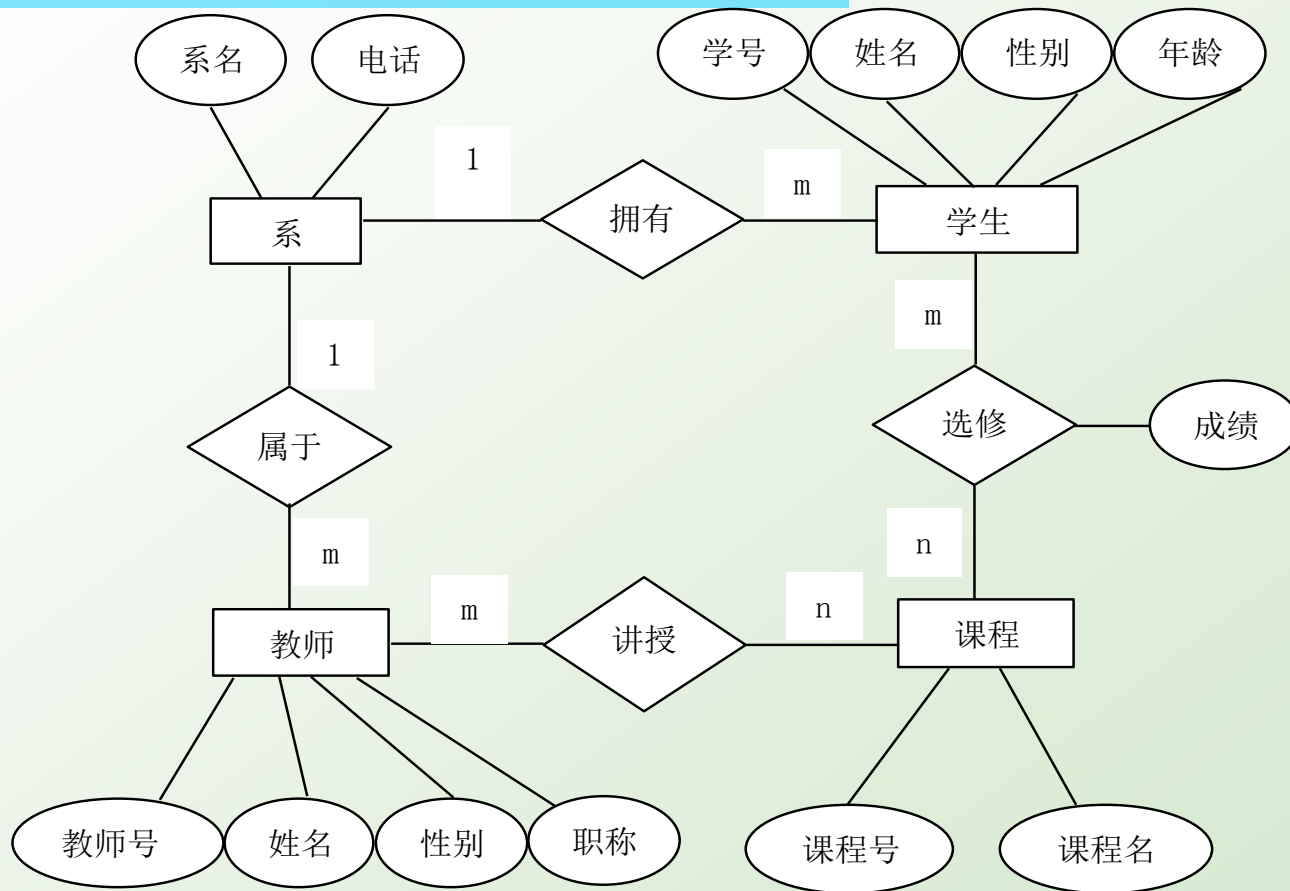 系名
电话
学号
姓名
性别
年龄
1
m
系
拥有
学生
m
1
属于
选修
成绩
m
n
m
n
教师
讲授
课程
教师号
姓名
性别
职称
课程号
课程名